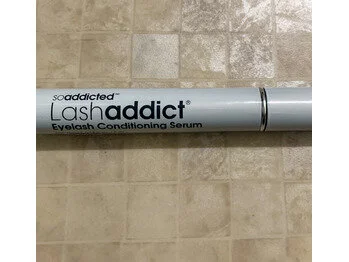 soaddicted™
Lashaddict®
Eyelash Conditioning Serum